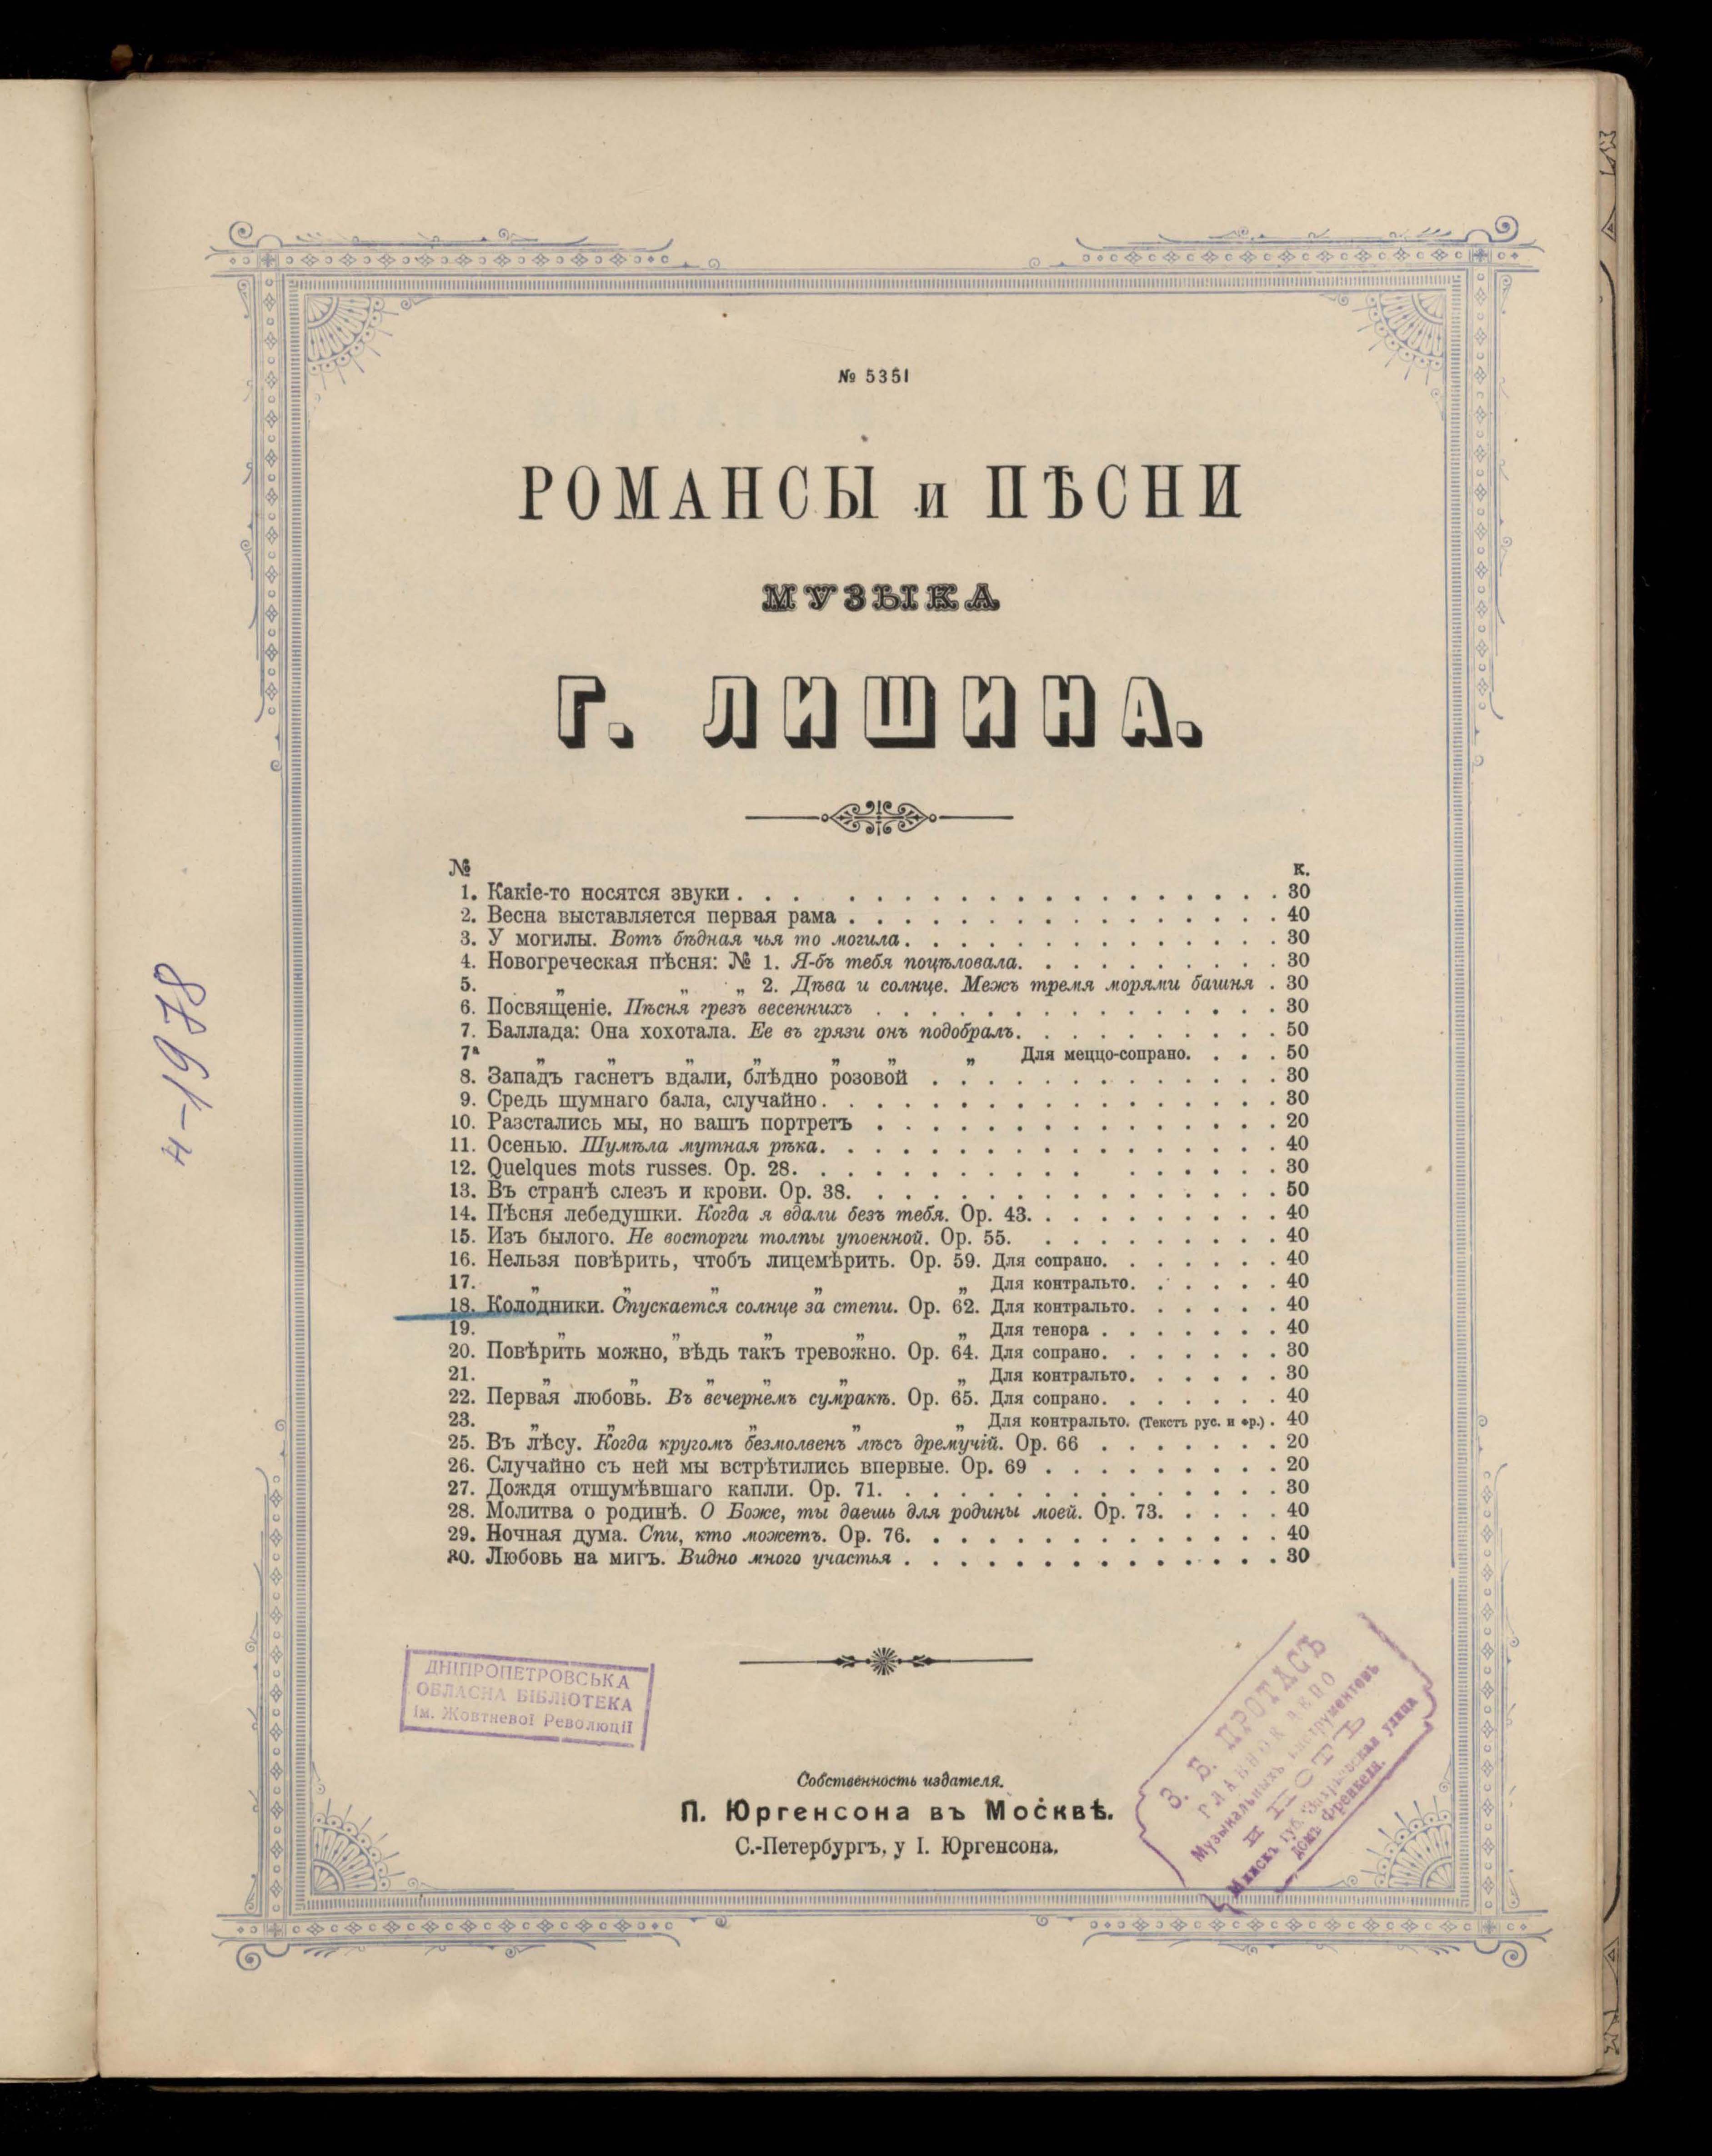 № 5351
РОМАНСЫ и ПѢСНИ
МУЗЫКА
Г. ЛИШИНА.
№ К.
1. Какіе-то носятся звуки . . . . . . . . . . . . . . . . . . . 30
2. Весна выставляется первая рама . . . . . . . . . . . . . . . . 40
3. У могилы. Вотъ бѣдная чья то могила. . . . . . . . . . . . . . 30
4. Новогреческая пѣсня: № 1. Я-бъ тебя поцѣловала. . . . . . . . . . 30
5. „ „ „ 2. Дѣва и солнце. Межъ тремя морями башня . 30
6. Посвященіе. Пѣсня грезъ весеннихъ . . . . . . . . . . . . . . . 30
7. Баллада: Она хохотала. Ее въ грязи онъ подобралъ. . . . . . . . . . 50
7ª „ „ „ „ „ „ „ Для меццо-сопрано. . . . 50
8. Западъ гаснетъ вдали, блѣдно розовой . . . . . . . . . . . . . 30
9. Средь шумнаго бала, случайно. . . . . . . . . . . . . . . . . 30
10. Разстались мы, но вашъ портретъ . . . . . . . . . . . . . . . 20
11. Осенью. Шумѣла мутная рѣка. . . . . . . . . . . . . . . . . 40
12. Quelques mots russes. Op. 28. . . . . . . . . . . . . . . . . 30
13. Въ странѣ слезъ и крови. Op. 38. . . . . . . . . . . . . . . . 50
14. Пѣсня лебедушки. Когда я вдали безъ тебя. Op. 43. . . . . . . . . . 40
15. Изъ былого. Не восторги толпы упоенной. Op. 55. . . . . . . . . . 40
16. Нельзя повѣрить, чтобъ лицемѣрить. Op. 59. Для сопрано. . . . . . . 40
17. „ „ „ „ „ Для контральто. . . . . . 40
18. Колодники. Спускается солнце за степи. Op. 62. Для контральто. . . . . . 40
19. „ „ „ „ „ Для тенора . . . . . . . 40
20. Повѣрить можно, вѣдь такъ тревожно. Op. 64. Для сопрано. . . . . . . 30
21. „ „ „ „ „ „ Для контральто. . . . . . 30
22. Первая любовь. Въ вечернемъ сумракѣ. Op. 65. Для сопрано. . . . . . . 40
23. „ „ „ „ „ Для контральто. (Текстъ рус. и фр.) . 40
25. Въ лѣсу. Когда кругомъ безмолвенъ лѣсъ дремучій. Op. 66 . . . . . . . 20
26. Случайно съ ней мы встрѣтились впервые. Op. 69 . . . . . . . . . 20
27. Дождя отшумѣвшаго капли. Op. 71. . . . . . . . . . . . . . . 30
28. Молитва о родинѣ. О Боже, ты даешь для родины моей. Op. 73. . . . . 40
29. Ночная дума. Спи, кто можетъ. Op. 76. . . . . . . . . . . . . . 40
30. Любовь на мигъ. Видно много участья . . . . . . . . . . . . . . 30
н-1978
ДНІПРОПЕТРОВСЬКА
ОБЛАСНА БІБЛІОТЕКА
ім. Жовтневої Революції
Собственность издателя.
П. Юргенсона въ Москвѣ.
С.-Петербургъ, у І. Юргенсона.
З. Б. ПРОТАСЪ
Музыкальныхъ Инструментовъ
и НОТЪ
Минскъ губ. Захарьевская улица
домъ Френкеля.